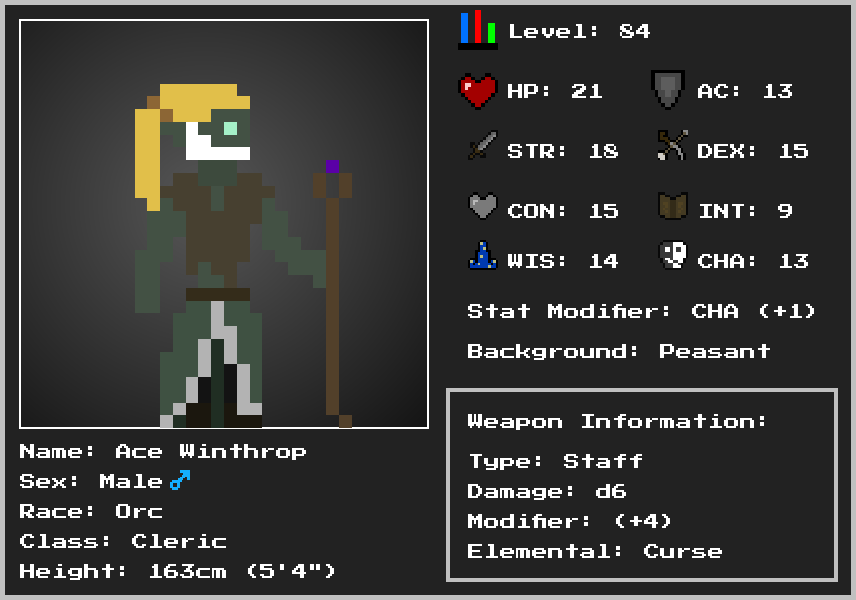 Level: 84
HP: 21
AC: 13
STR: 18
DEX: 15
CON: 15
INT: 9
WIS: 14
CHA: 13
Stat Modifier: CHA (+1)
Background: Peasant
Weapon Information:
Type: Staff
Damage: d6
Modifier: (+4)
Elemental: Curse
Name: Ace Winthrop
Sex: Male ♂
Race: Orc
Class: Cleric
Height: 163cm (5'4")